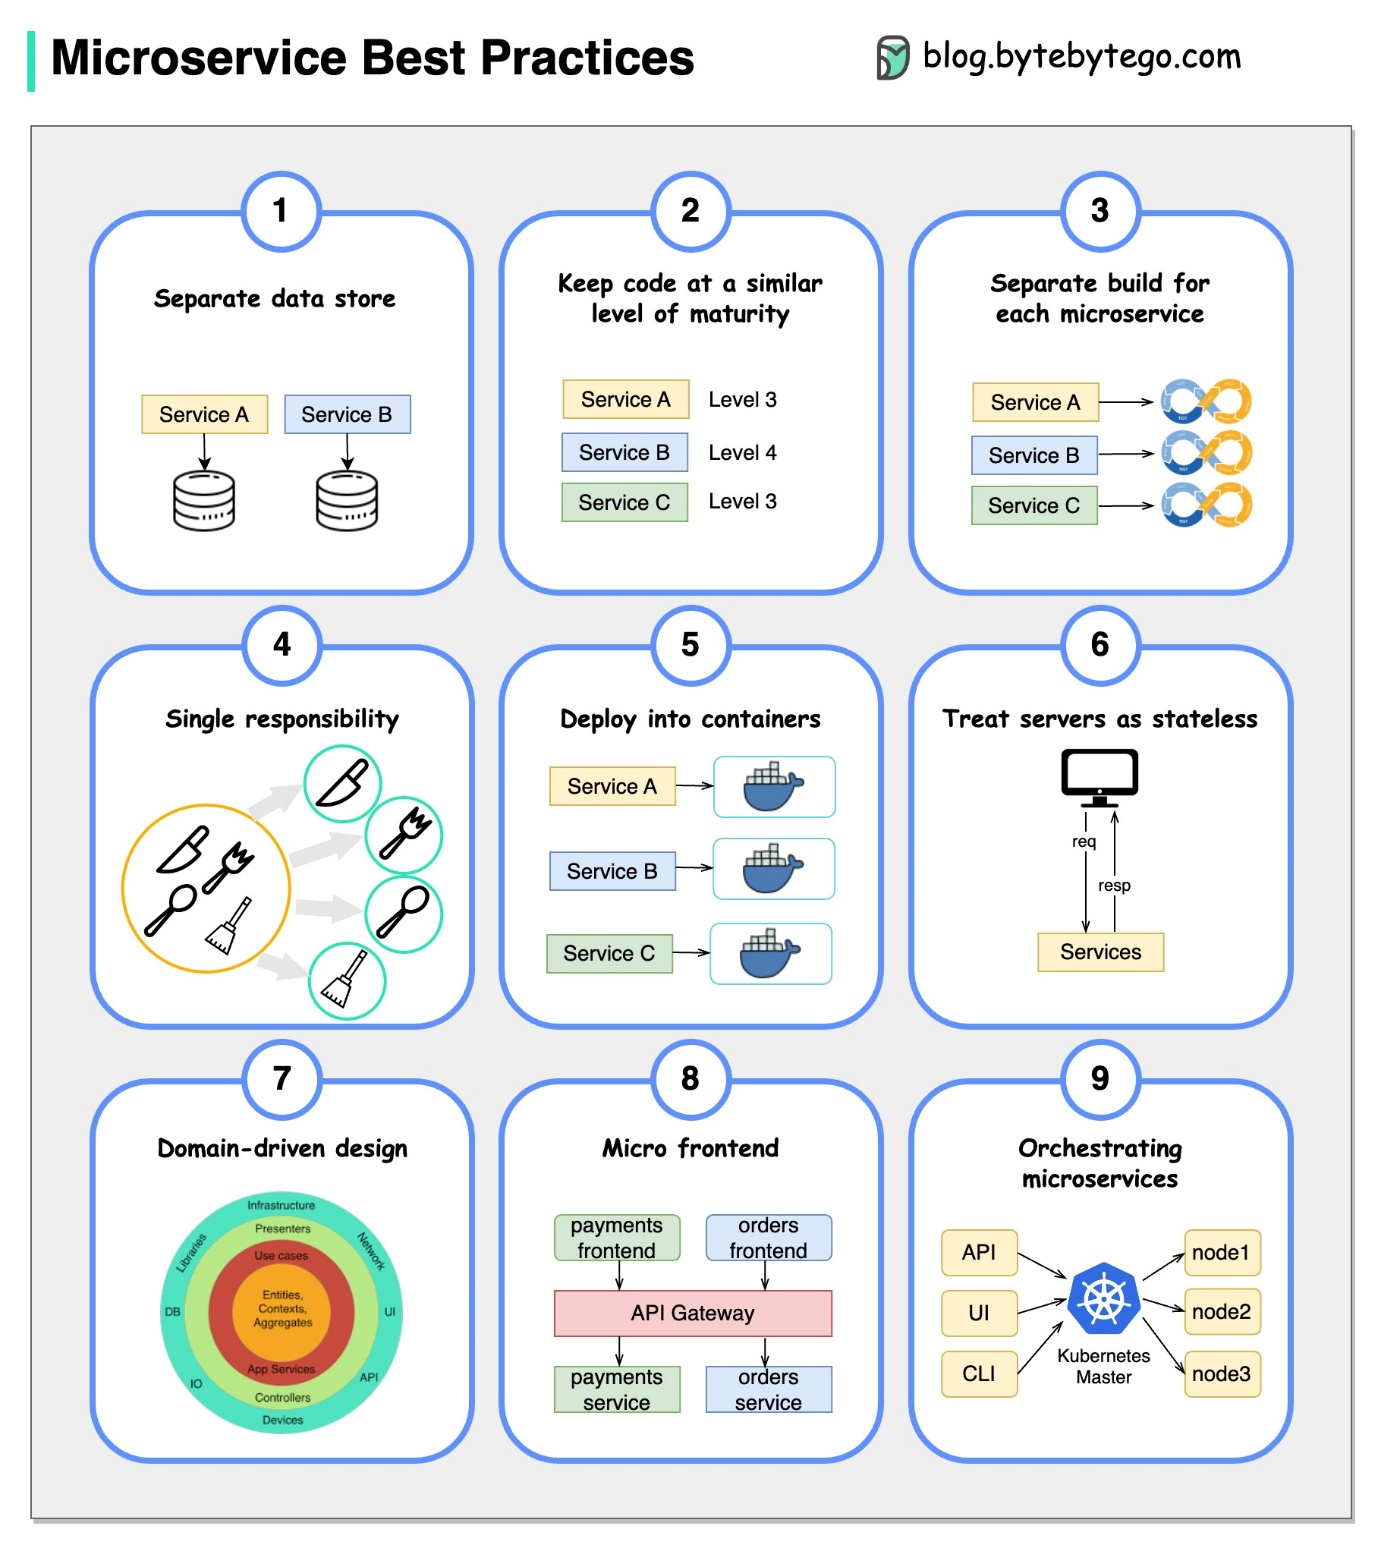 Microservice Best Practices
blog.bytebytego.com
1
Separate data store
Service A
Service B
2
Keep code at a similar
level of maturity
Service A
Level 3
Service B
Level 4
Service C
Level 3
3
Separate build for
each microservice
Service A
Service B
Service C
4
Single responsibility
5
Deploy into containers
Service A
Service B
Service C
6
Treat servers as stateless
req
resp
Services
7
Domain-driven design
Infrastructure
Presenters
Libraries
Network
Use cases
Entities,
Contexts,
Aggregates
DB
UI
App Services
IO
API
Controllers
Devices
8
Micro frontend
payments
frontend
orders
frontend
API Gateway
payments
service
orders
service
9
Orchestrating
microservices
API
UI
CLI
Kubernetes
Master
node1
node2
node3